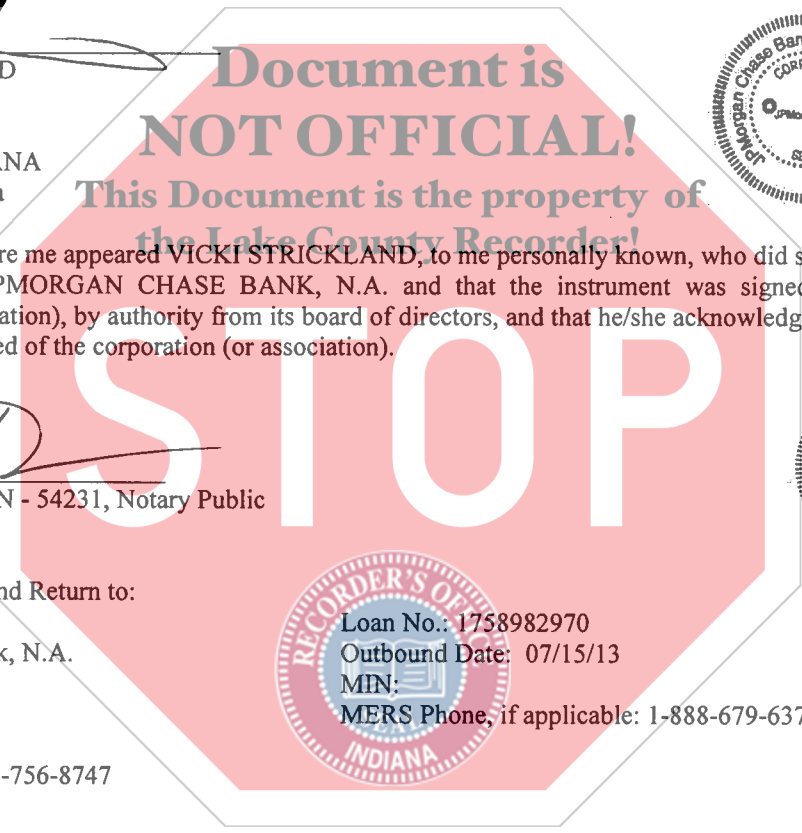 D
Document is
NOT OFFICIAL!
ANA
This Document is the property of
the Lake County Recorder!
re me appeared VICKI STRICKLAND, to me personally known, who did s
PMORGAN CHASE BANK, N.A. and that the instrument was signed
ation), by authority from its board of directors, and that he/she acknowledg
ed of the corporation (or association).
STOP
N - 54231, Notary Public
nd Return to:
k, N.A.
-756-8747
Loan No.: 1758982970
Outbound Date: 07/15/13
MIN:
MERS Phone, if applicable: 1-888-679-637
RECORDER'S OFFICE
SEAL
INDIANA
JPMorgan Chase Ban
CORP